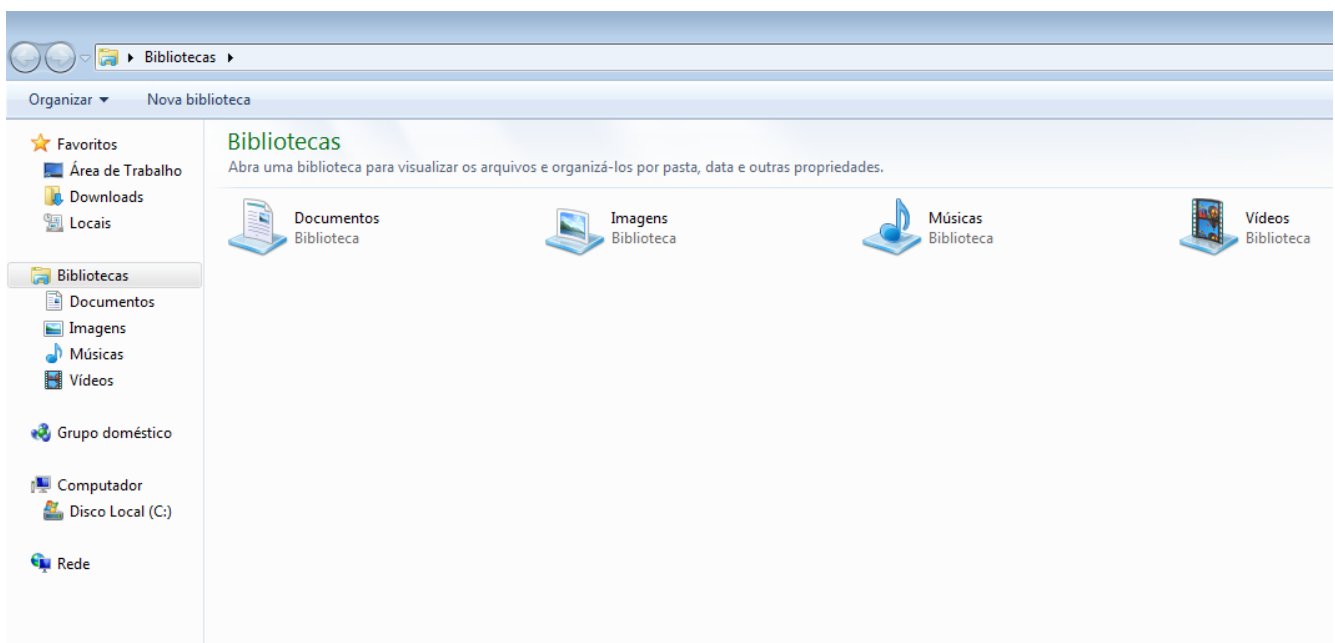 Bibliotecas
Organizar
Nova biblioteca
Favoritos
Área de Trabalho
Downloads
Locais
Bibliotecas
Documentos
Imagens
Músicas
Vídeos
Grupo doméstico
Computador
Disco Local (C:)
Rede
Bibliotecas
Abra uma biblioteca para visualizar os arquivos e organizá-los por pasta, data e outras propriedades.
Documentos
Biblioteca
Imagens
Biblioteca
Músicas
Biblioteca
Vídeos
Biblioteca